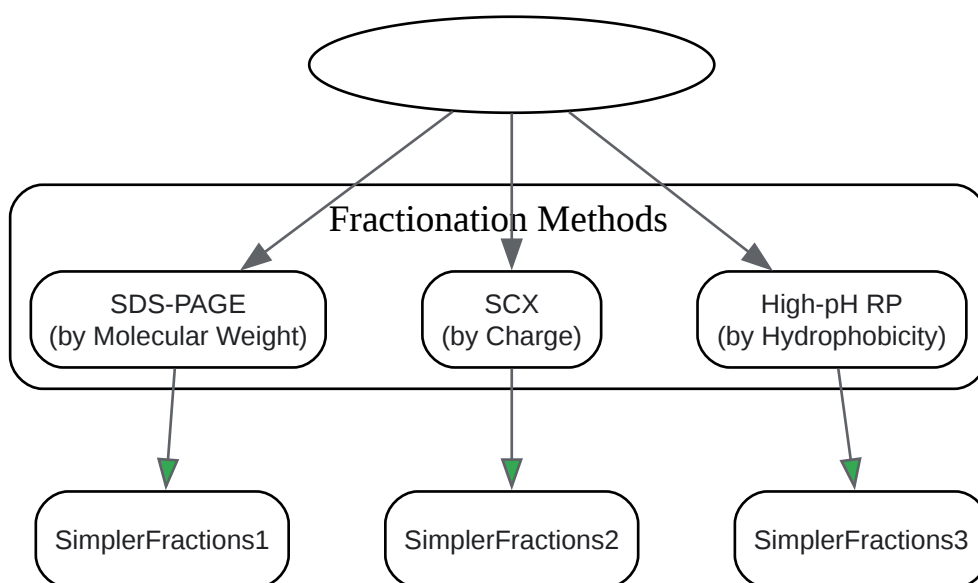 Fractionation Methods
SDS-PAGE
(by Molecular Weight)
SCX
(by Charge)
High-pH RP
(by Hydrophobicity)
SimplerFractions1
SimplerFractions2
SimplerFractions3